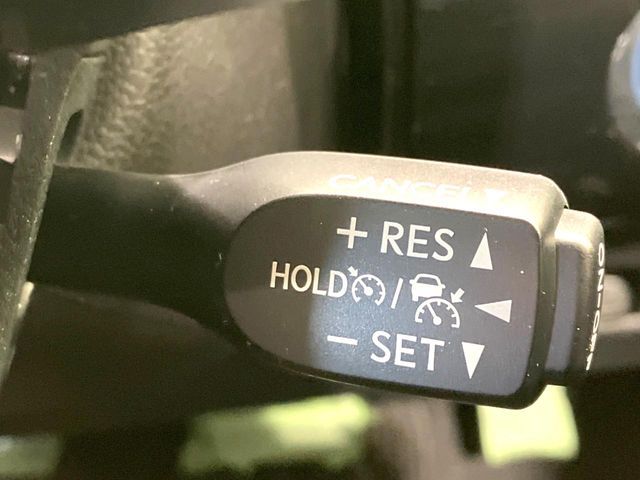 CANCEL
+ RES ▲
HOLD / ◀
− SET ▼